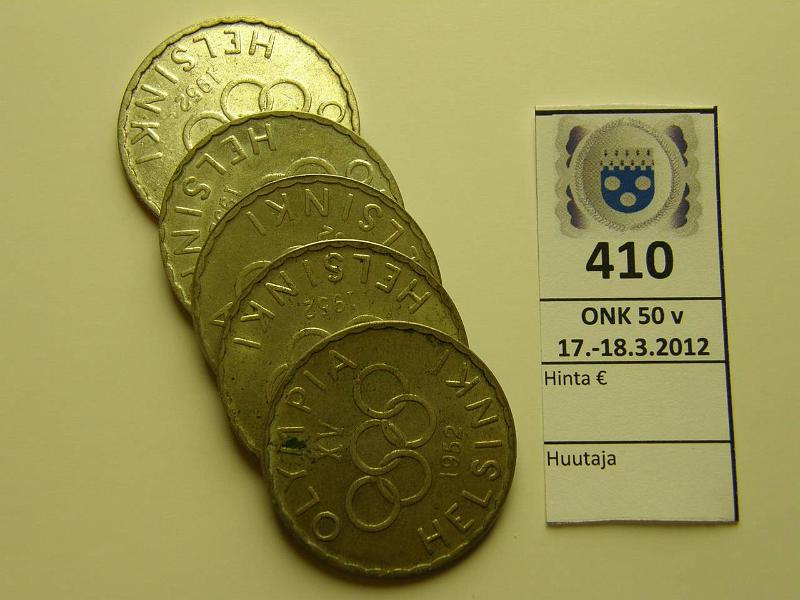 HELSINKI
1952
HELSINKI
HELSINKI
HELSINKI
1952
OLYMPIA
XV
1952
HELSINKI
410
ONK 50 v
17.-18.3.2012
Hinta €
Huutaja